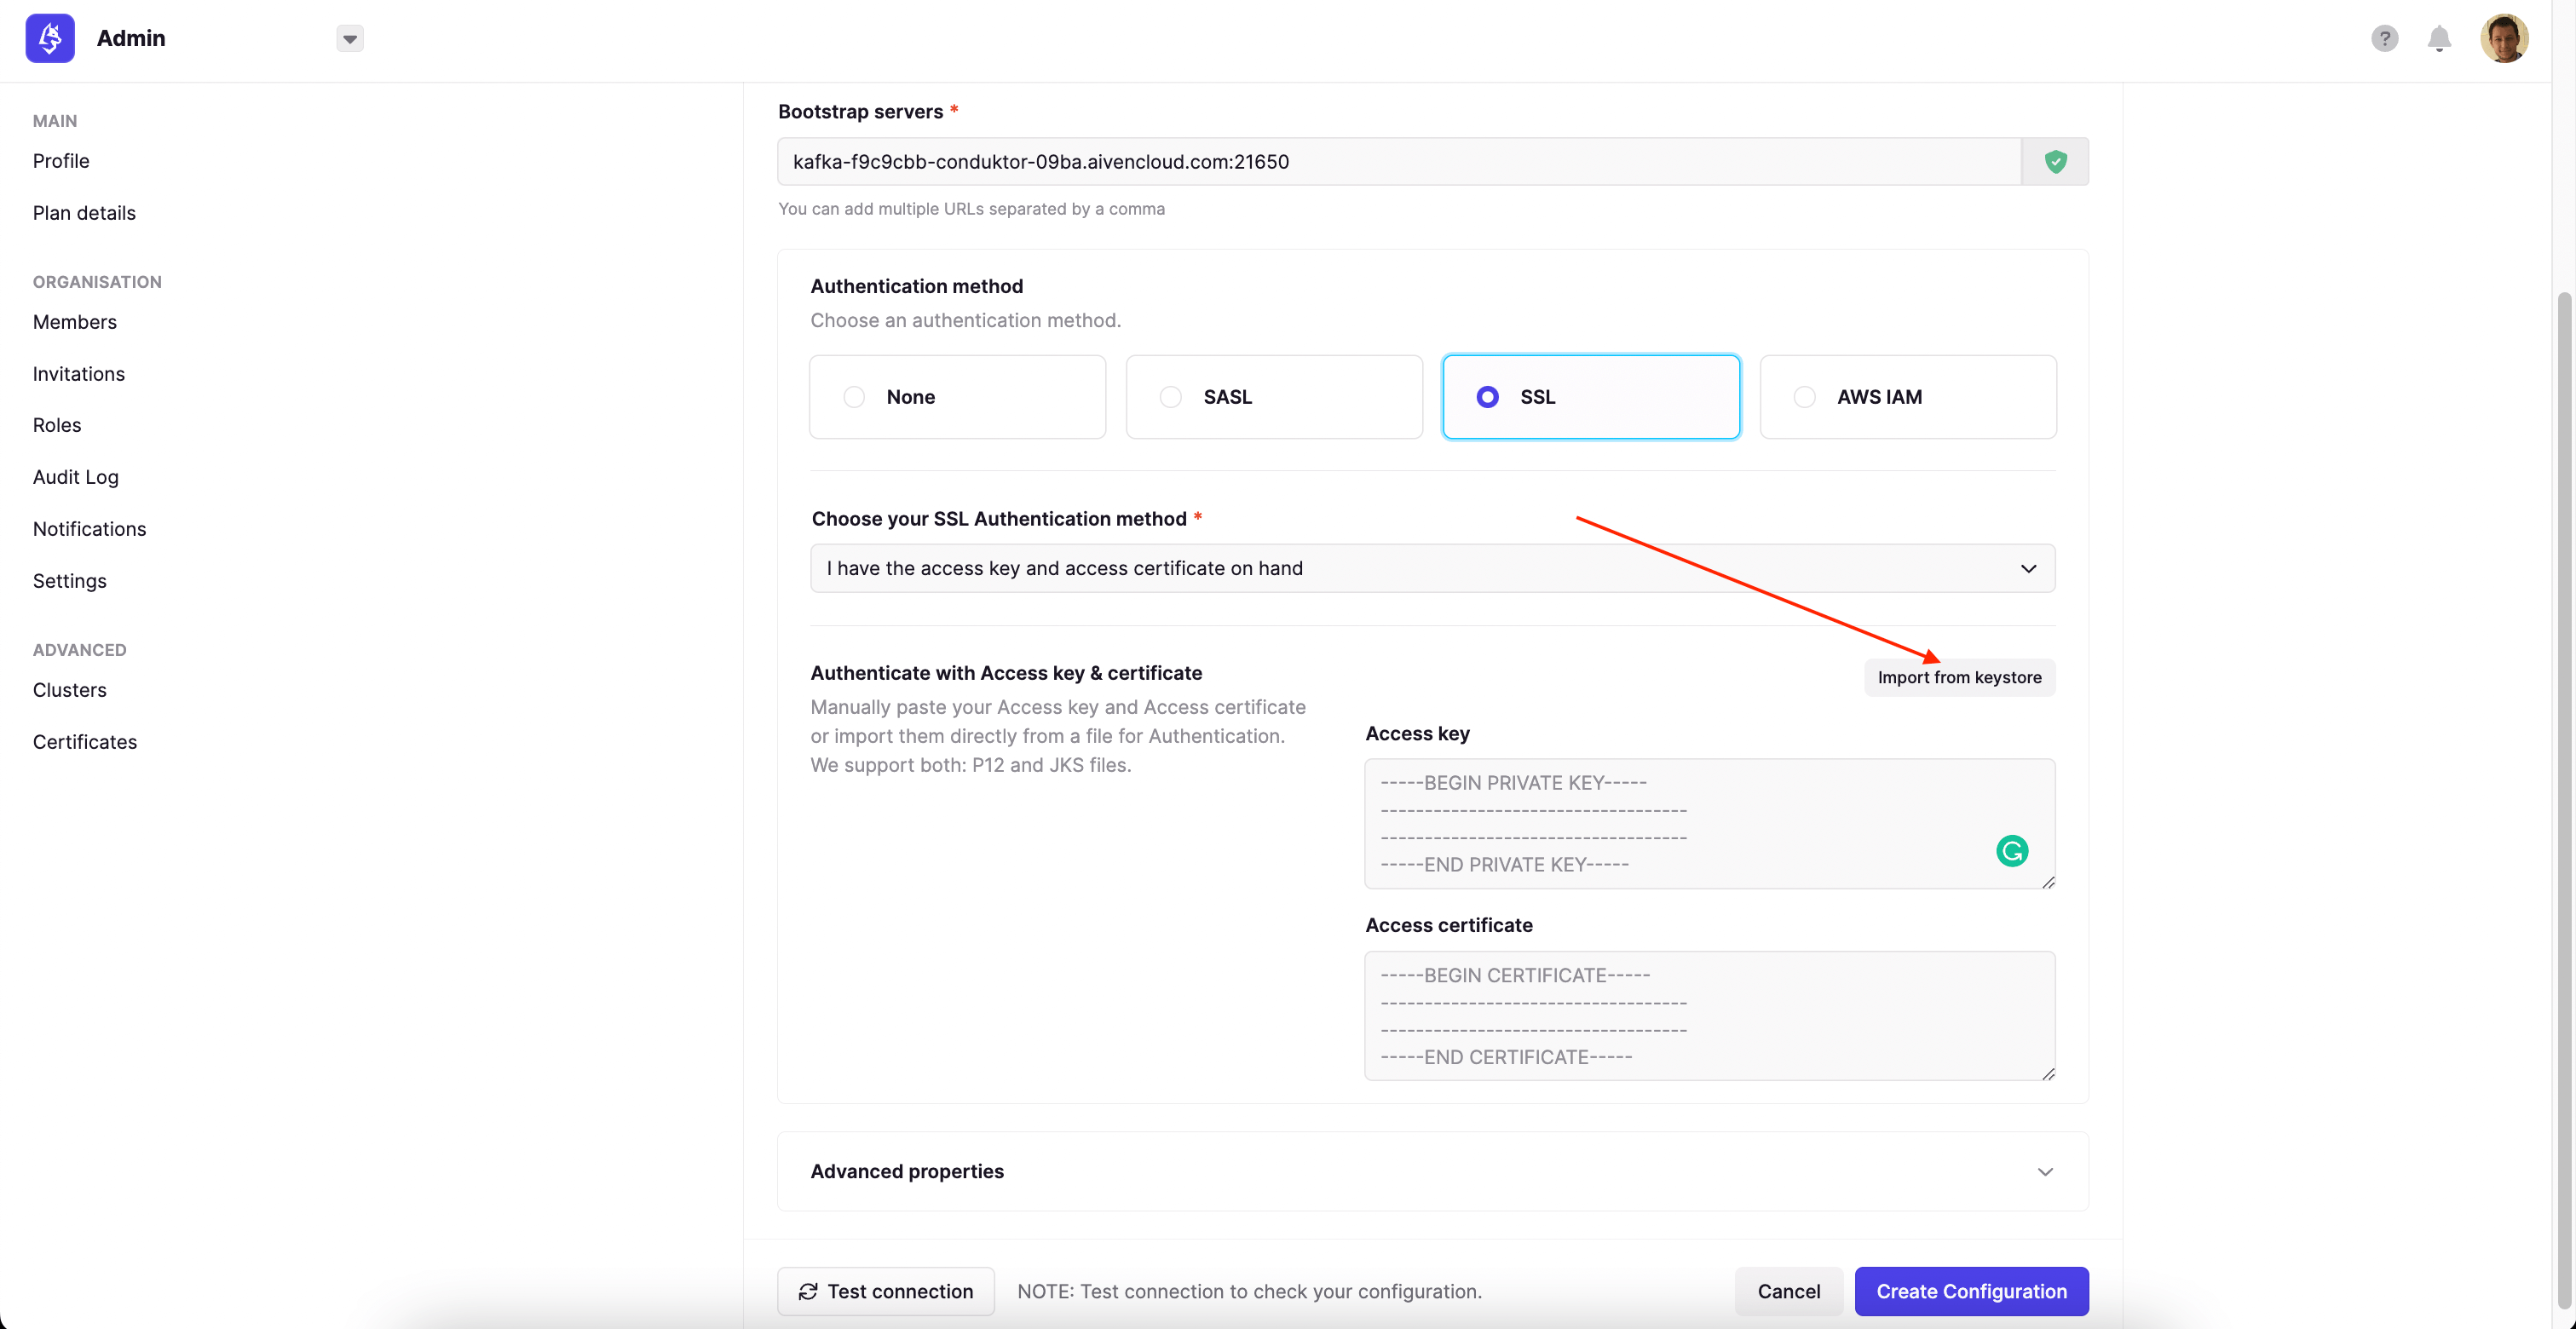 Admin
?
MAIN
Profile
Plan details
ORGANISATION
Members
Invitations
Roles
Audit Log
Notifications
Settings
ADVANCED
Clusters
Certificates
Bootstrap servers *
kafka-f9c9cbb-conduktor-09ba.aivencloud.com:21650
You can add multiple URLs separated by a comma
Authentication method
Choose an authentication method.
None
SASL
SSL
AWS IAM
Choose your SSL Authentication method *
I have the access key and access certificate on hand
Authenticate with Access key & certificate
Manually paste your Access key and Access certificate
or import them directly from a file for Authentication.
We support both: P12 and JKS files.
Import from keystore
Access key
-----BEGIN PRIVATE KEY-----
-----------------------------------
-----------------------------------
-----END PRIVATE KEY-----
Access certificate
-----BEGIN CERTIFICATE-----
-----------------------------------
-----------------------------------
-----END CERTIFICATE-----
Advanced properties
Test connection
NOTE: Test connection to check your configuration.
Cancel
Create Configuration